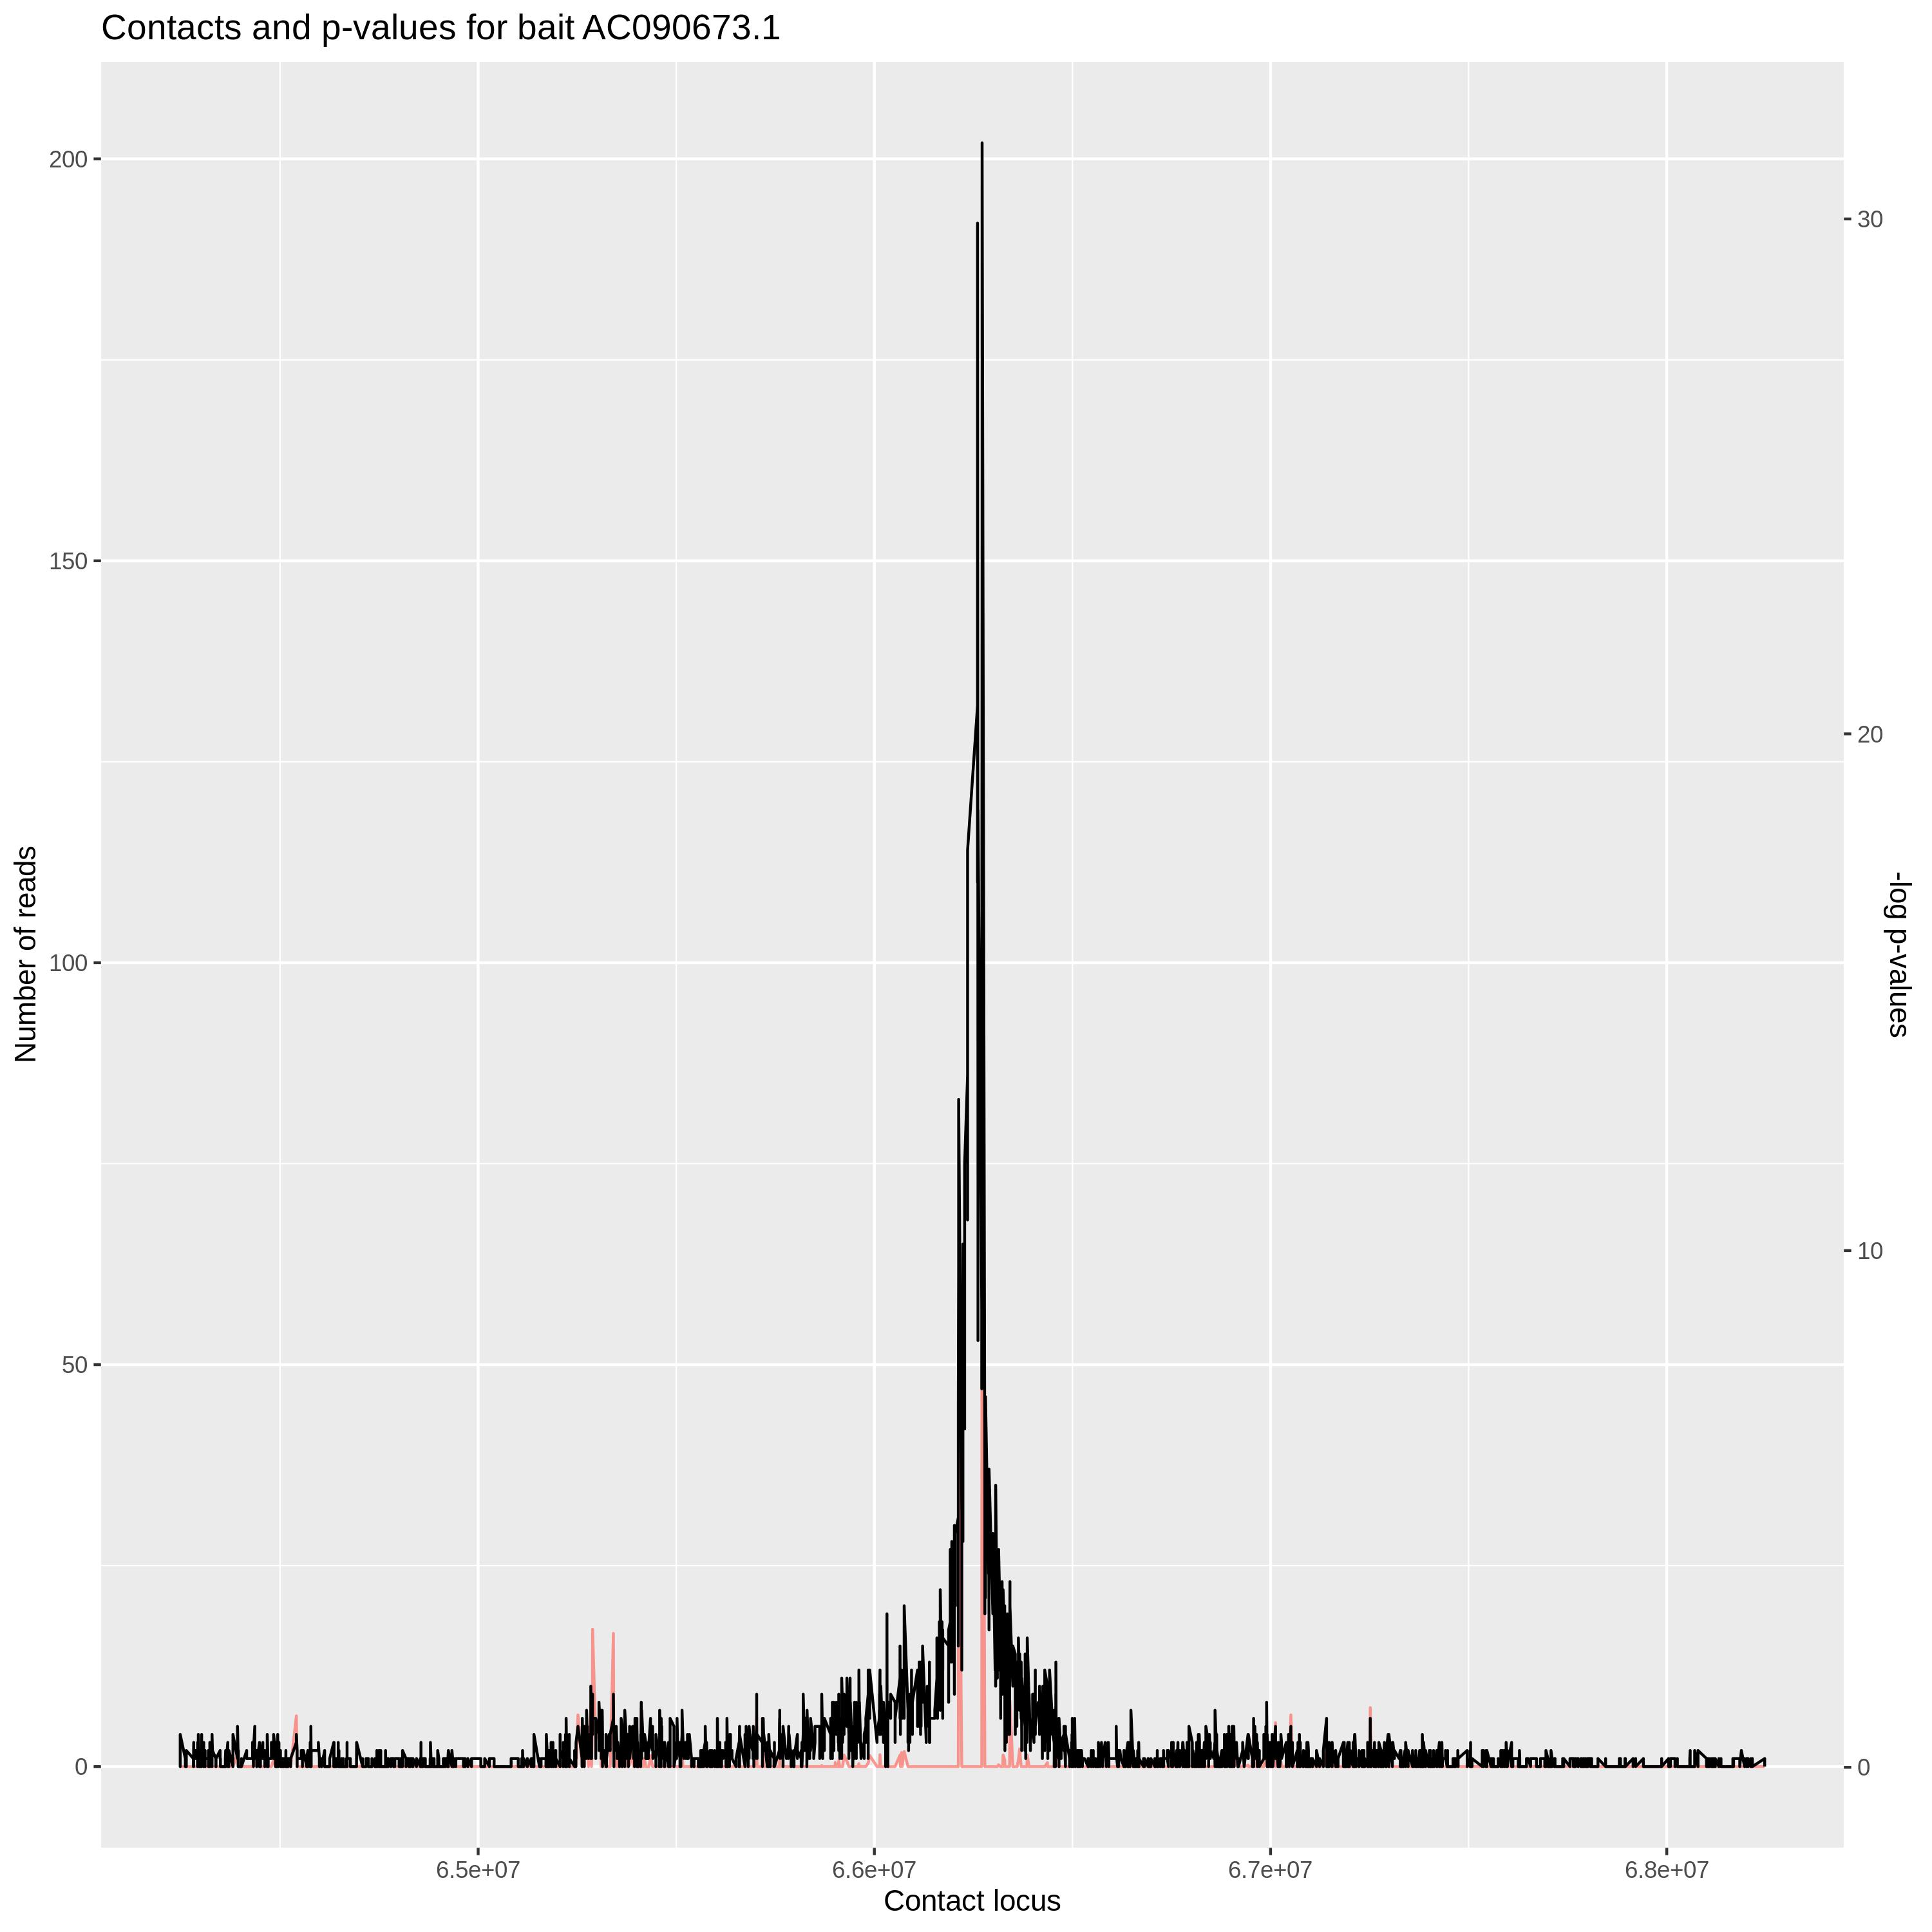 Contacts and p-values for bait AC090673.1
200
150
100
50
0
Number of reads
30
20
10
0
-log p-values
6.5e+07
6.6e+07
6.7e+07
6.8e+07
Contact locus